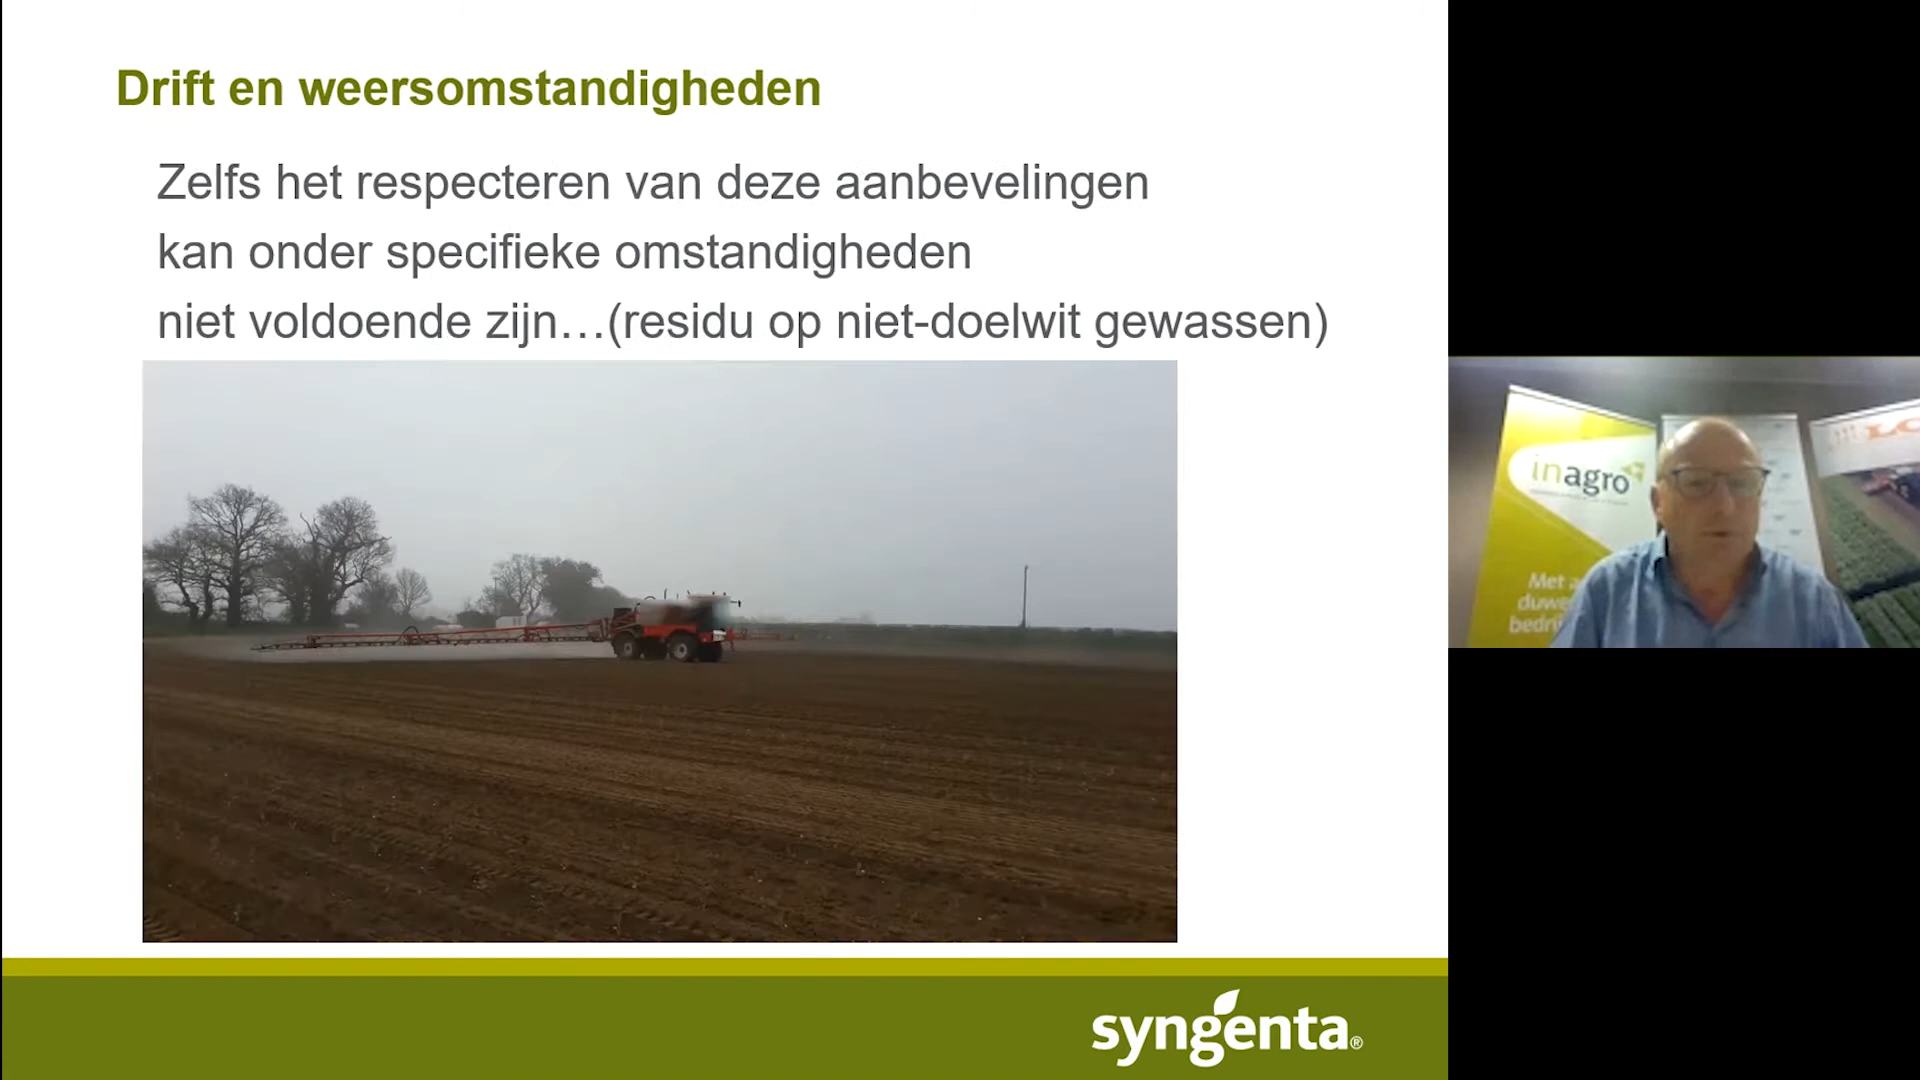 Drift en weersomstandigheden
Zelfs het respecteren van deze aanbevelingen
kan onder specifieke omstandigheden
niet voldoende zijn…(residu op niet-doelwit gewassen)
syngenta®
inagro
Met
duwe
bedri